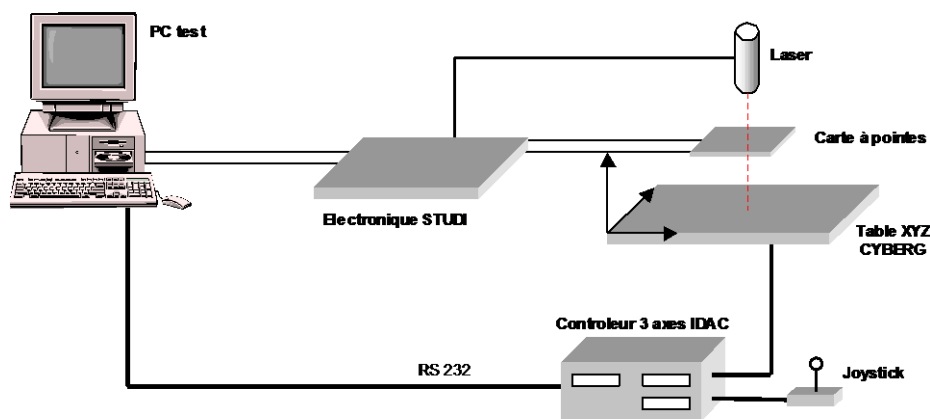 PC test
Laser
Carte à pointes
Electronique STUDI
Table XYZ
CYBERG
Controleur 3 axes IDAC
RS 232
Joystick